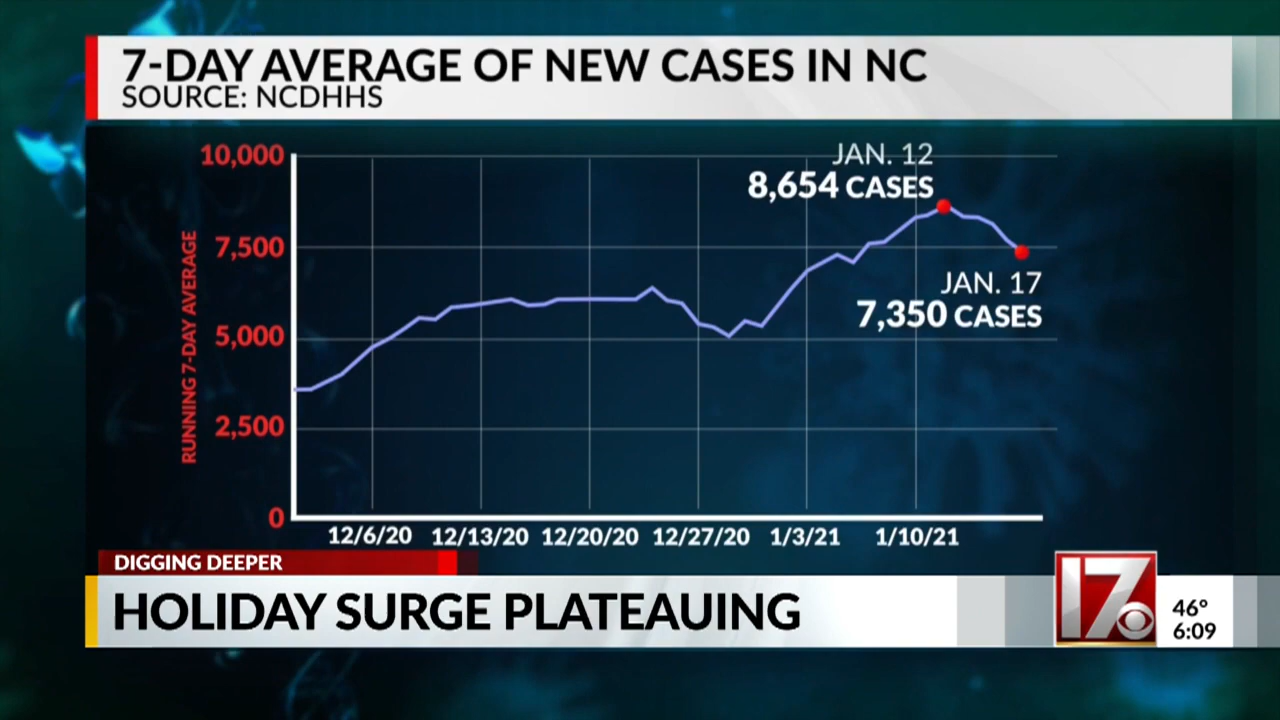 7-DAY AVERAGE OF NEW CASES IN NC
SOURCE: NCDHHS
10,000
7,500
5,000
2,500
0
RUNNING 7-DAY AVERAGE
JAN. 12
8,654 CASES
JAN. 17
7,350 CASES
12/6/20 12/13/20 12/20/20 12/27/20 1/3/21 1/10/21
DIGGING DEEPER
HOLIDAY SURGE PLATEAUING
17
46°
6:09